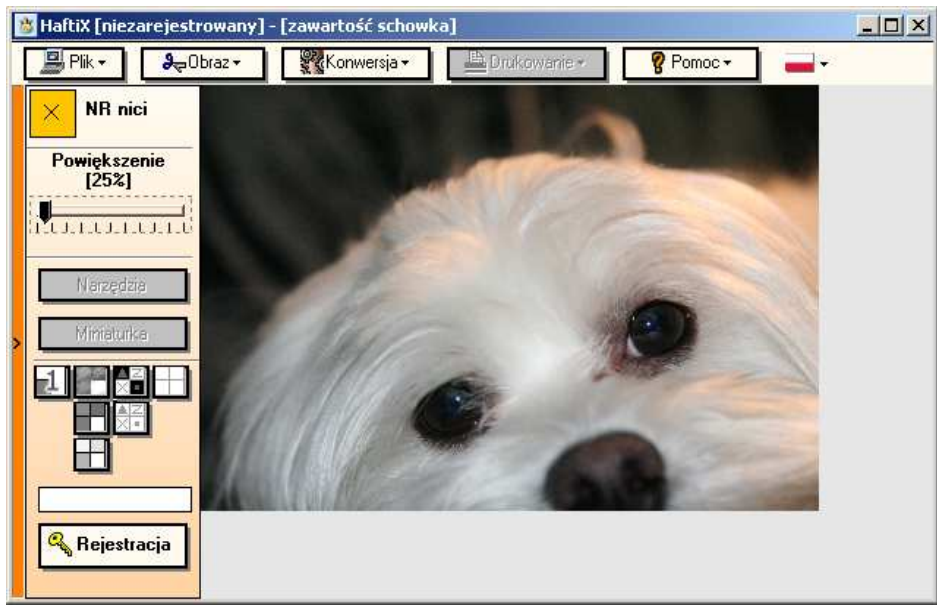 HaftiX [niezarejestrowany] - [zawartość schowka]
Plik Obraz Konwersja Drukowanie Pomoc
NR nici
Powiększenie
[25%]
Narzędzia
Miniaturka
1
Rejestracja